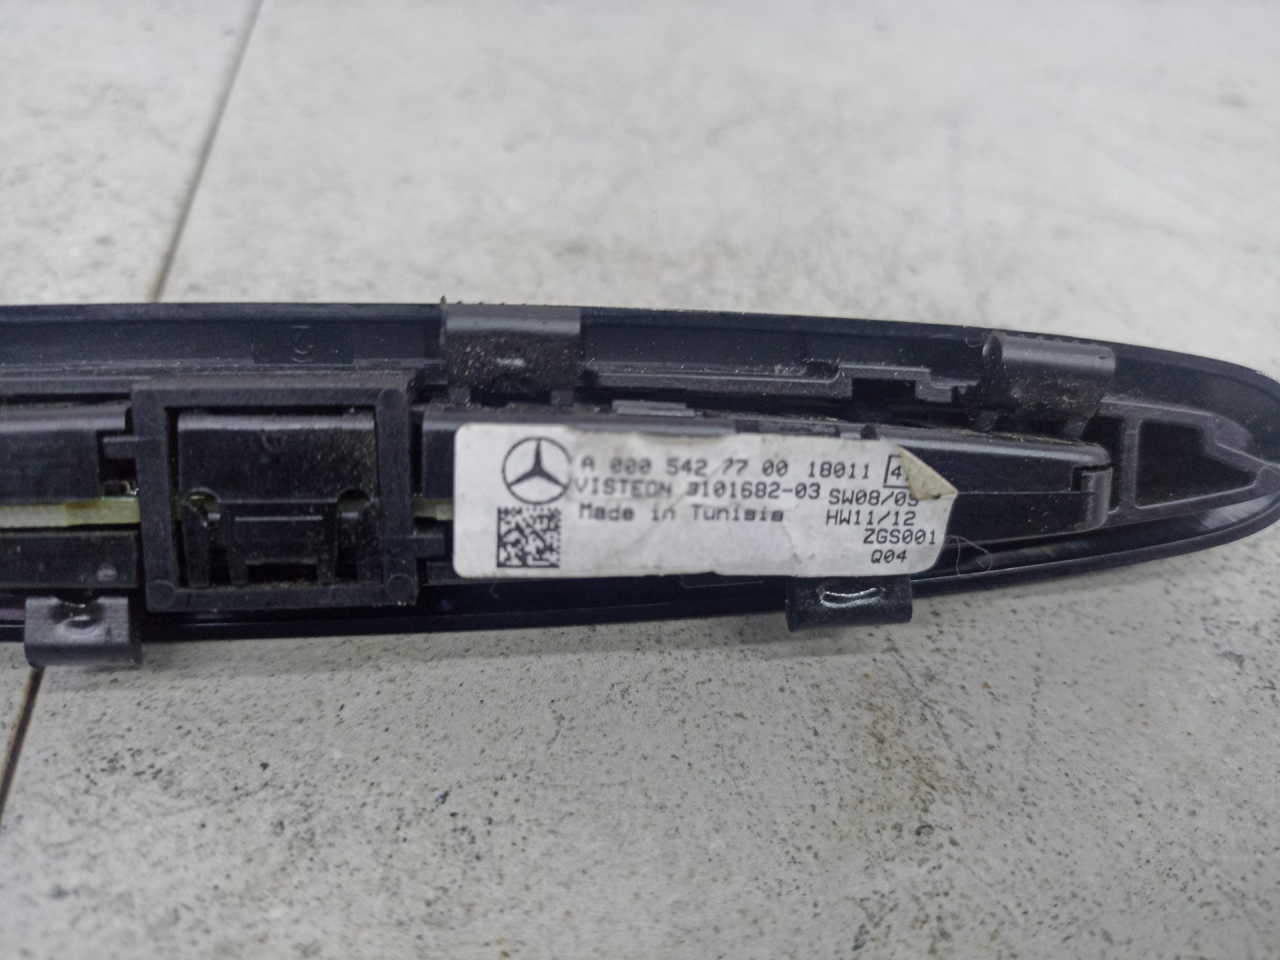 A 000 542 77 00 18011
VISTEON 3101682-03 SW08/09
Made in Tunisia HW11/12
ZGS001
Q04